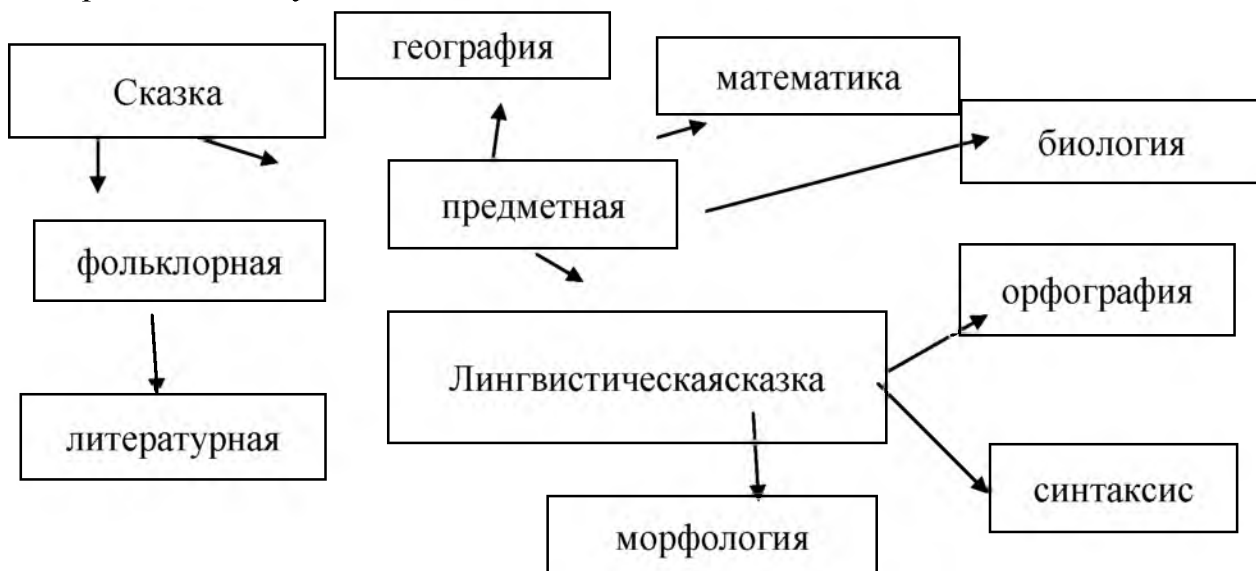 география
Сказка
математика
биология
предметная
фольклорная
орфография
Лингвистическаясказка
литературная
синтаксис
морфология